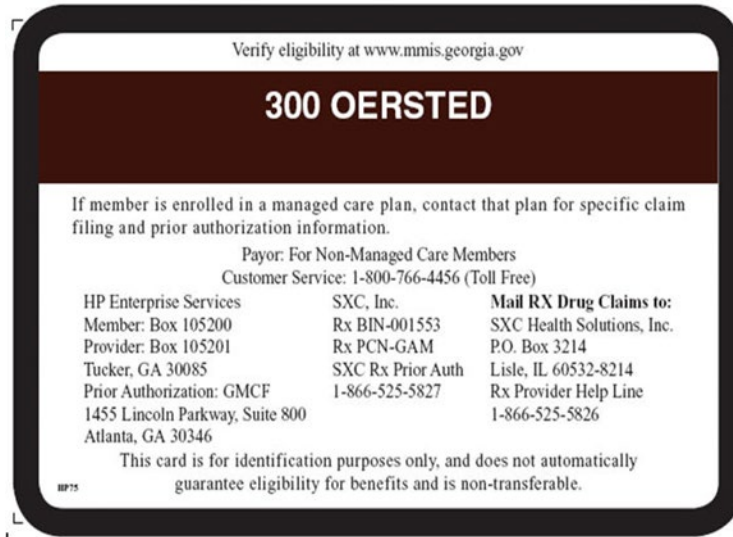 Verify eligibility at www.mmis.georgia.gov
300 OERSTED
If member is enrolled in a managed care plan, contact that plan for specific claim
filing and prior authorization information.
Payor: For Non-Managed Care Members
Customer Service: 1-800-766-4456 (Toll Free)
HP Enterprise Services
Member: Box 105200
Provider: Box 105201
Tucker, GA 30085
Prior Authorization: GMCF
1455 Lincoln Parkway, Suite 800
Atlanta, GA 30346
SXC, Inc.
Rx BIN-001553
Rx PCN-GAM
SXC Rx Prior Auth
1-866-525-5827
Mail RX Drug Claims to:
SXC Health Solutions, Inc.
P.O. Box 3214
Lisle, IL 60532-8214
Rx Provider Help Line
1-866-525-5826
This card is for identification purposes only, and does not automatically
guarantee eligibility for benefits and is non-transferable.
HP75